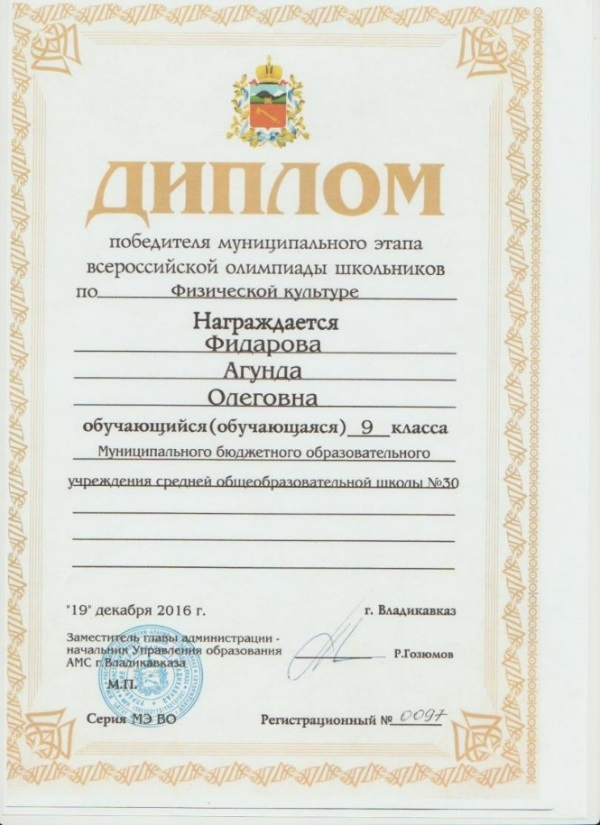 ДИПЛОМ
победителя муниципального этапа
всероссийской олимпиады школьников
по Физической культуре
Награждается
Фидарова
Агунда
Олеговна
обучающийся (обучающаяся) 9 класса
Муниципального бюджетного образовательного
учреждения средней общеобразовательной школы №30
"19" декабря 2016 г.
г. Владикавказ
Заместитель главы администрации -
начальник Управления образования
АМС г.Владикавказа
Р.Гозюмов
М.П.
Серия МЭ ВО
Регистрационный № 0097